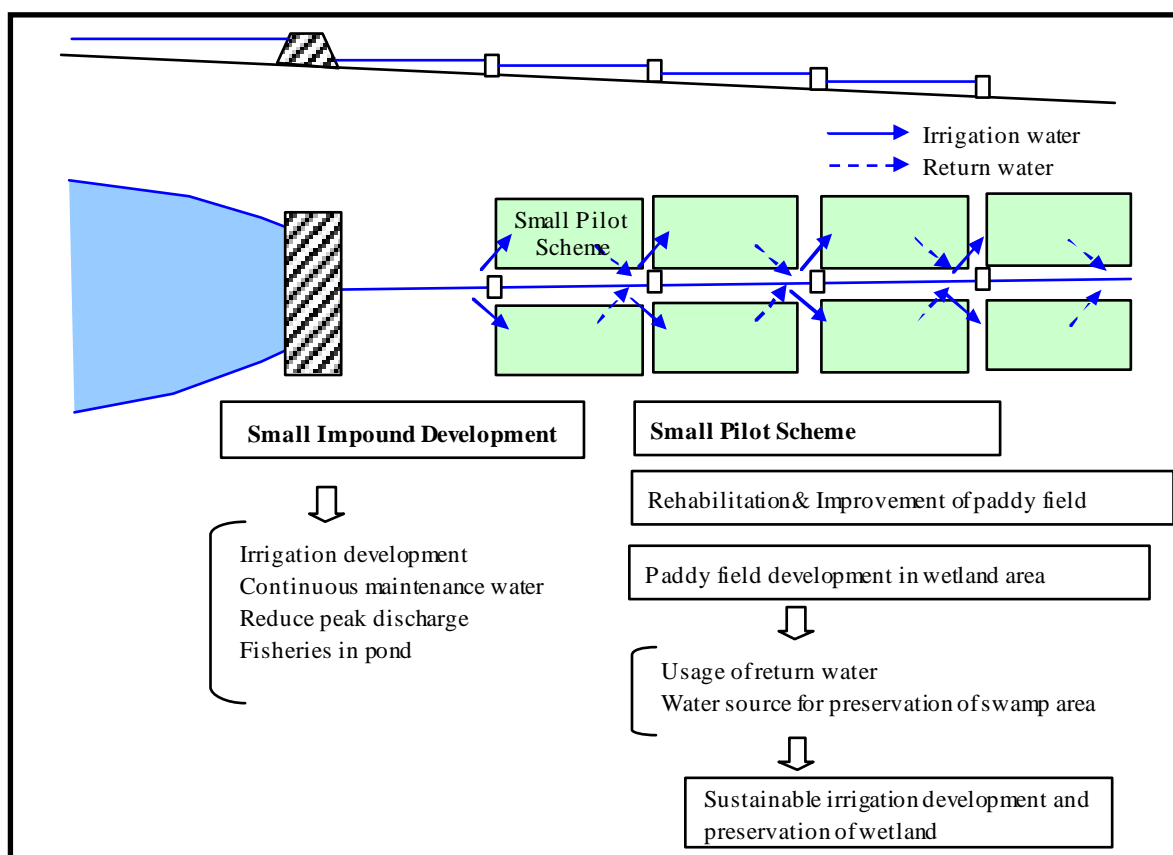 Irrigation water
Return water
Small Pilot
Scheme
Small Impound Development
Small Pilot Scheme
Rehabilitation& Improvement of paddy field
Paddy field development in wetland area
Irrigation development
Continuous maintenance water
Reduce peak discharge
Fisheries in pond
Usage of return water
Water source for preservation of swamp area
Sustainable irrigation development and
preservation of wetland